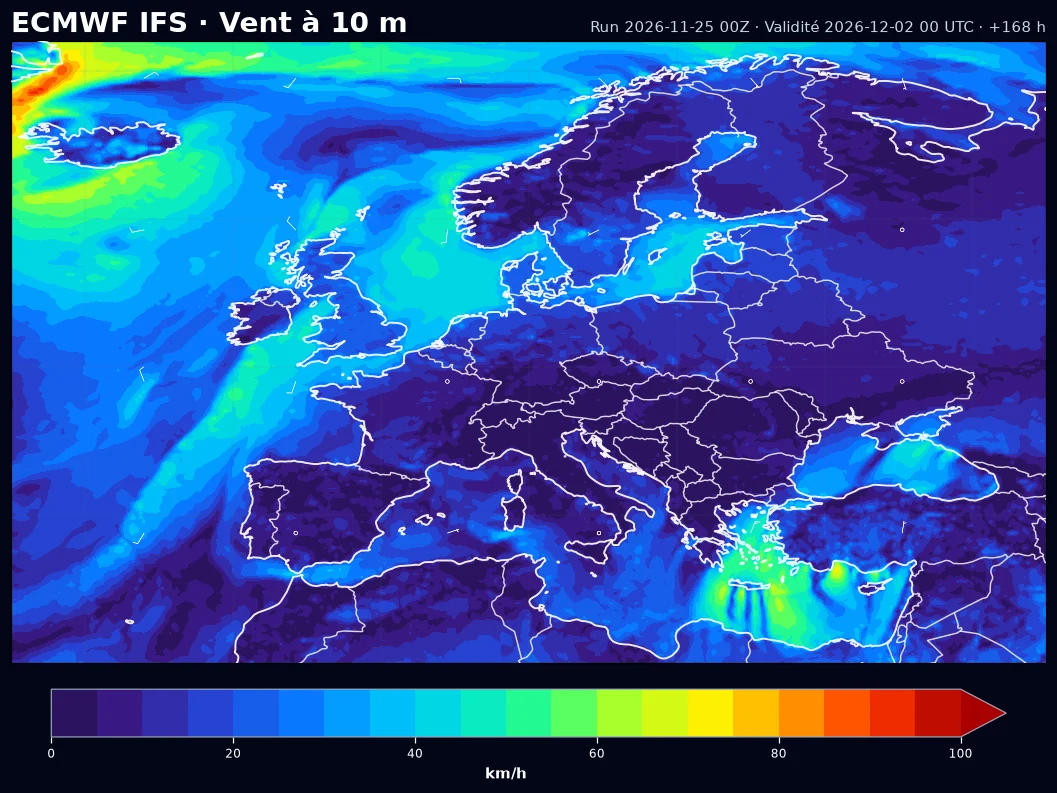 ECMWF IFS · Vent à 10 m
Run 2026-11-25 00Z · Validité 2026-12-02 00 UTC · +168 h
0 20 40 60 80 100
km/h